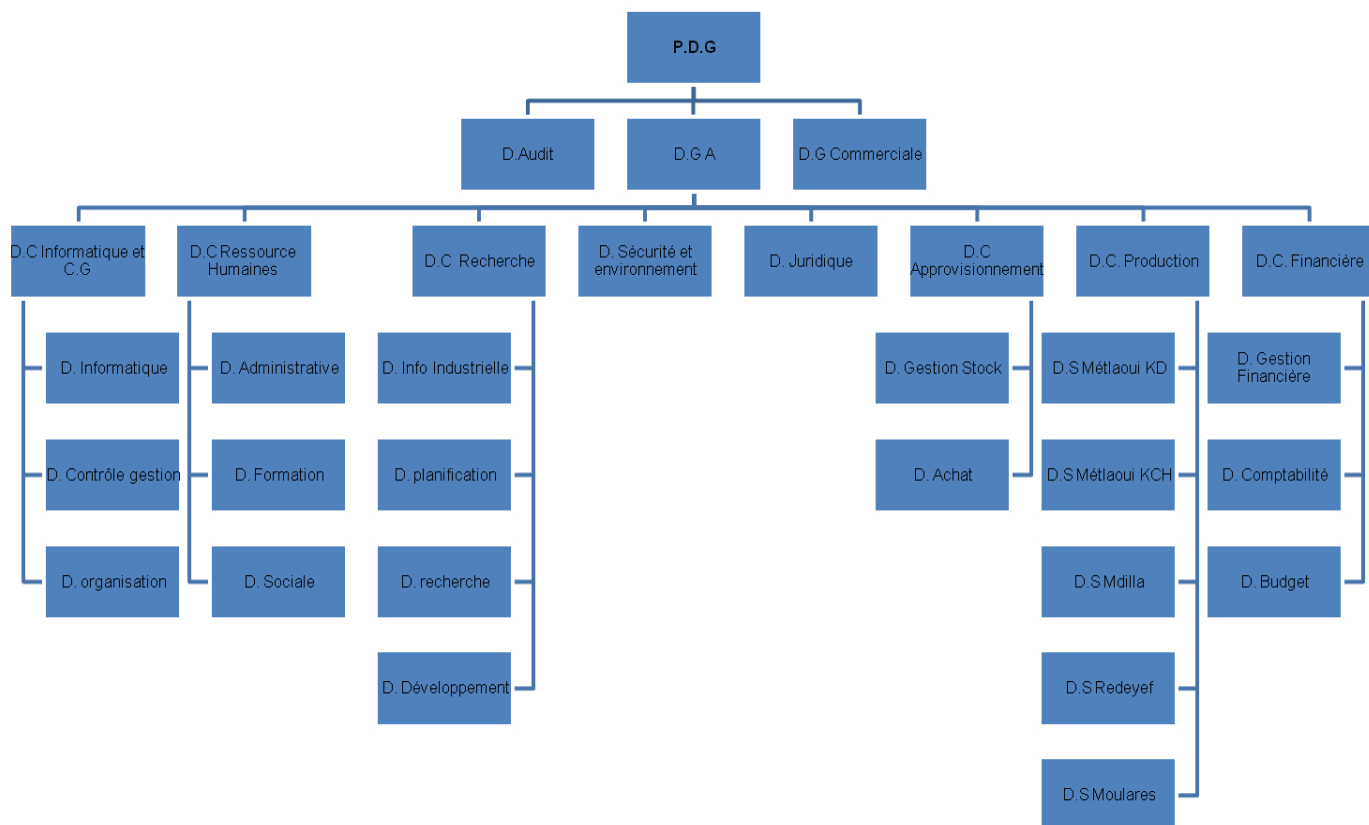 P.D.G
D.Audit
D.G A
D.G Commerciale
D.C Informatique et
C.G
D.C Ressource
Humaines
D.C Recherche
D. Sécurité et
environnement
D. Juridique
D.C
Approvisionnement
D.C. Production
D.C. Financière
D. Informatique
D. Administrative
D. Info Industrielle
D. Gestion Stock
D.S Métlaoui KD
D. Gestion
Financière
D. Contrôle gestion
D. Formation
D. planification
D. Achat
D.S Métlaoui KCH
D. Comptabilité
D. organisation
D. Sociale
D. recherche
D.S Mdilla
D. Budget
D. Développement
D.S Redeyef
D.S Moulares